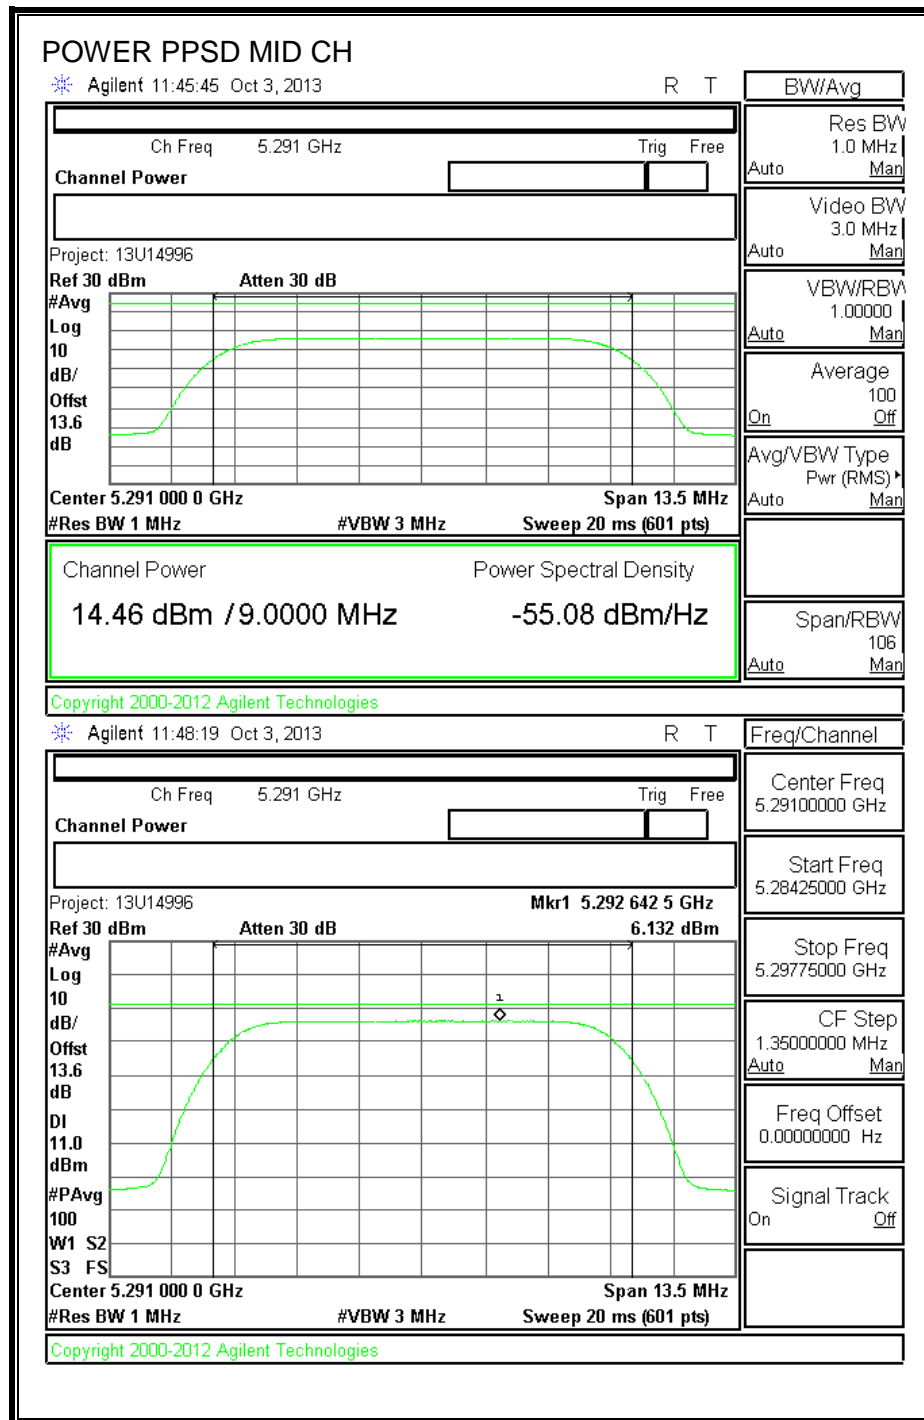 POWER PPSD MID CH
Agilent 11:45:45 Oct 3, 2013 R T
BW/Avg
Ch Freq 5.291 GHz Trig Free
Channel Power
Res BW
1.0 MHz
Auto Man
Video BW
3.0 MHz
Auto Man
Project: 13U14996
Ref 30 dBm Atten 30 dB
#Avg
Log
10
dB/
Offst
13.6
dB
VBW/RBW
1.00000
Auto Man
Average
100
On Off
Avg/VBW Type
Pwr (RMS)
Auto Man
Center 5.291 000 0 GHz Span 13.5 MHz
#Res BW 1 MHz #VBW 3 MHz Sweep 20 ms (601 pts)
Channel Power Power Spectral Density
14.46 dBm / 9.0000 MHz -55.08 dBm/Hz
Span/RBW
106
Auto Man
Copyright 2000-2012 Agilent Technologies
Agilent 11:48:19 Oct 3, 2013 R T
Freq/Channel
Ch Freq 5.291 GHz Trig Free
Channel Power
Center Freq
5.29100000 GHz
Start Freq
5.28425000 GHz
Project: 13U14996 Mkr1 5.292 642 5 GHz
Ref 30 dBm Atten 30 dB 6.132 dBm
#Avg
Log
10
dB/
Offst
13.6
dB
DI
11.0
dBm
#PAvg
100
W1 S2
S3 FS
1
Stop Freq
5.29775000 GHz
CF Step
1.35000000 MHz
Auto Man
Freq Offset
0.00000000 Hz
Signal Track
On Off
Center 5.291 000 0 GHz Span 13.5 MHz
#Res BW 1 MHz #VBW 3 MHz Sweep 20 ms (601 pts)
Copyright 2000-2012 Agilent Technologies